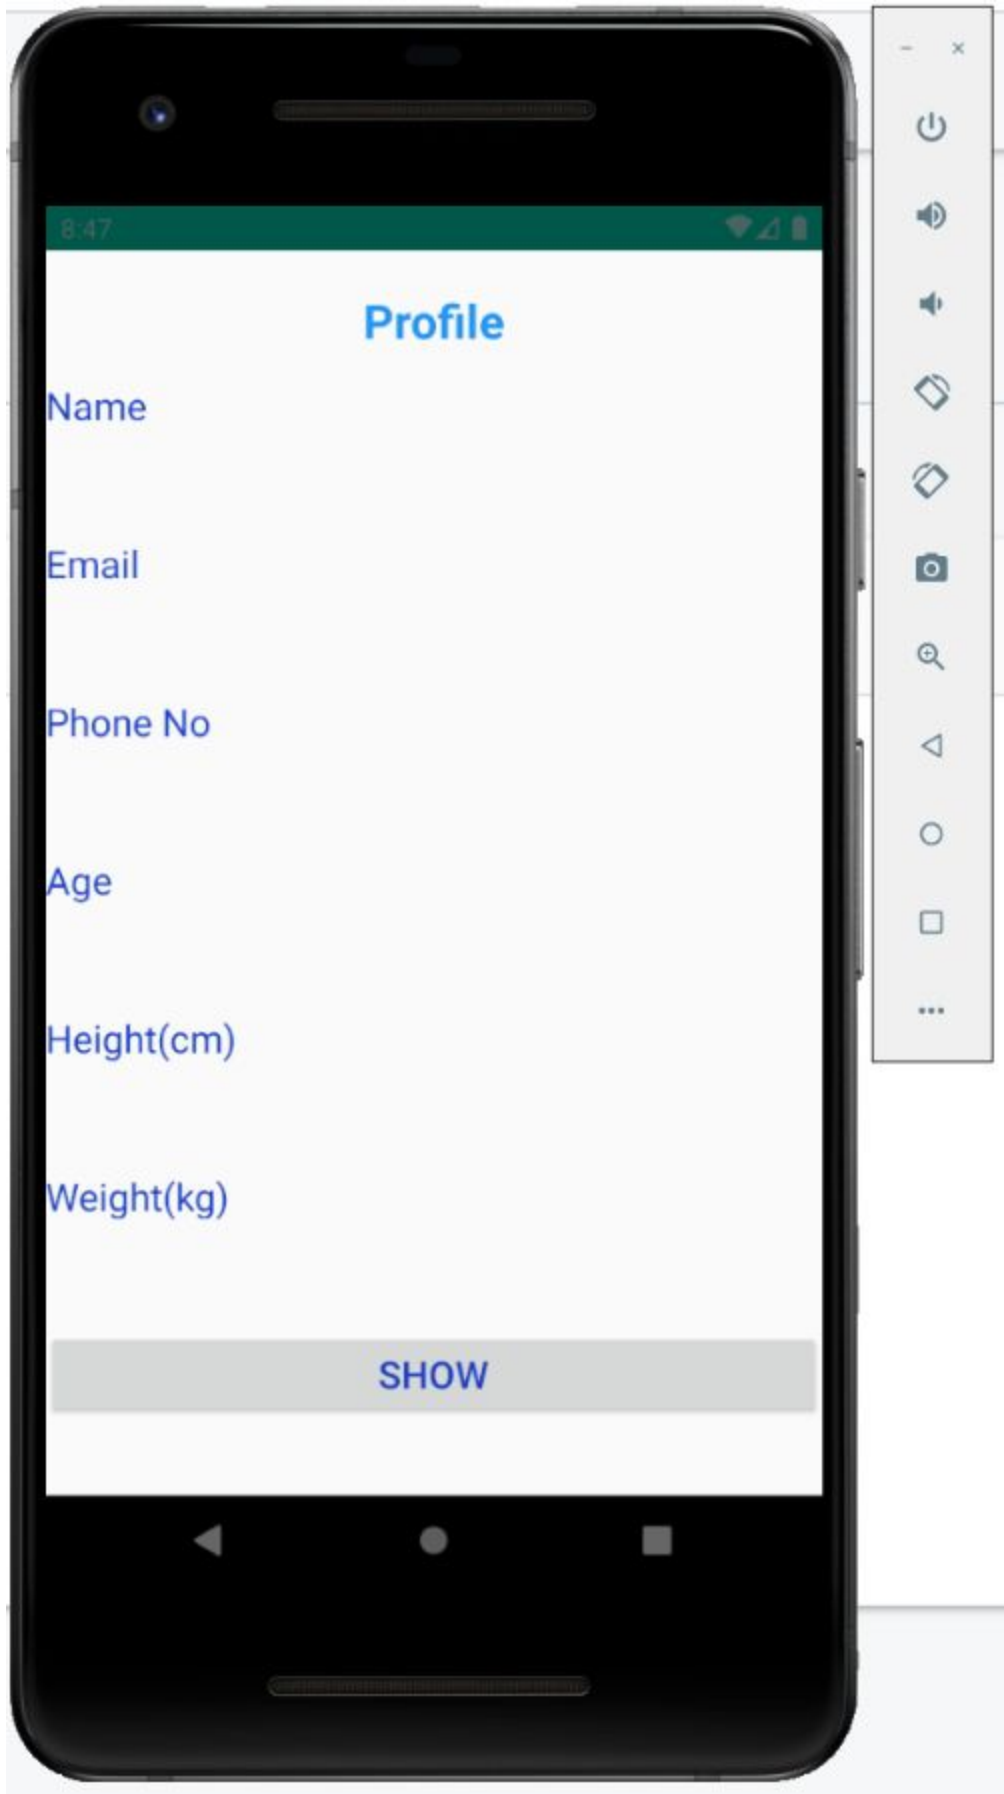 8:47
Profile
Name
Email
Phone No
Age
Height(cm)
Weight(kg)
SHOW